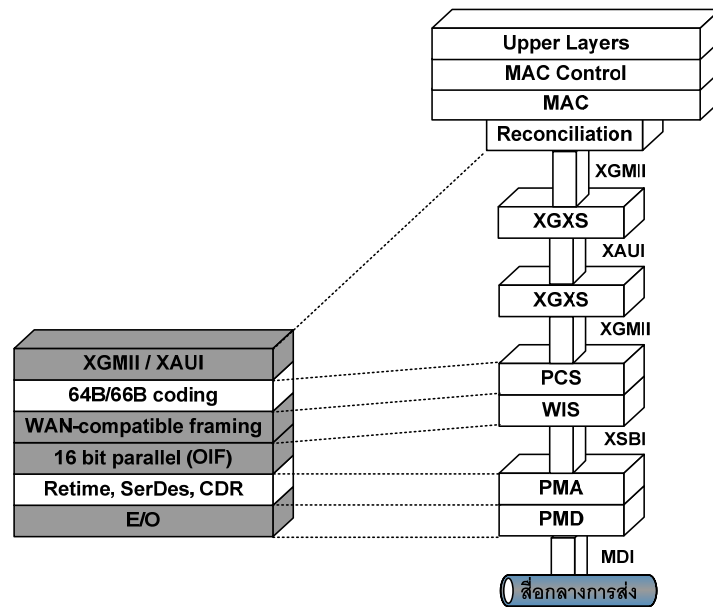 Upper Layers
MAC Control
MAC
Reconciliation
XGMII
XGXS
XAUI
XGXS
XGMII
XGMII / XAUI
64B/66B coding
WAN-compatible framing
16 bit parallel (OIF)
Retime, SerDes, CDR
E/O
PCS
WIS
XSBI
PMA
PMD
MDI
สื่อกลางการส่ง